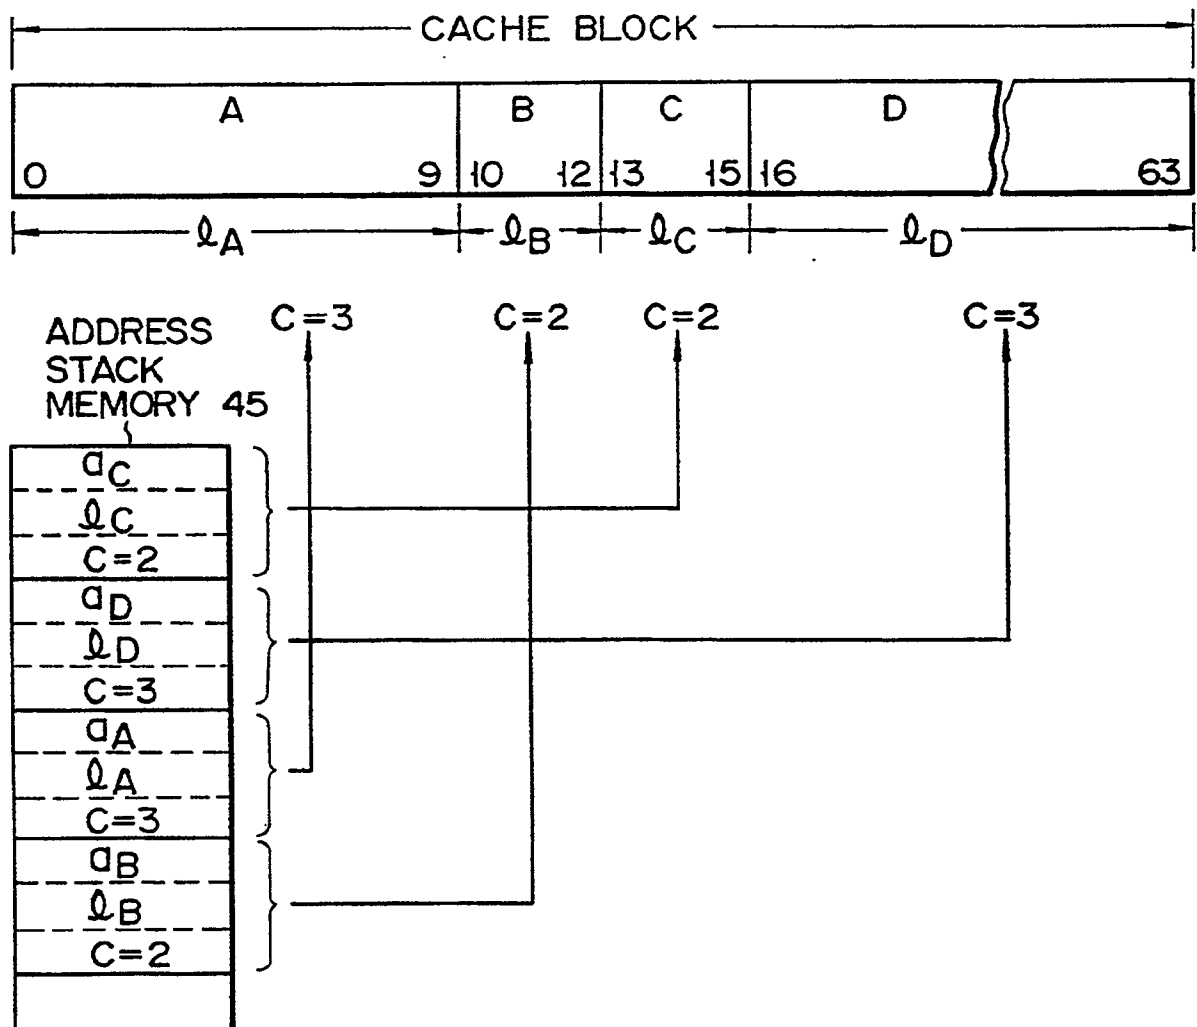 CACHE BLOCK
A B C D
0 9 10 12 13 15 16 63
ℓA ℓB ℓC ℓD
C=3 C=2 C=2 C=3
ADDRESS
STACK
MEMORY 45
aC
ℓC
C=2
aD
ℓD
C=3
aA
ℓA
C=3
aB
ℓB
C=2